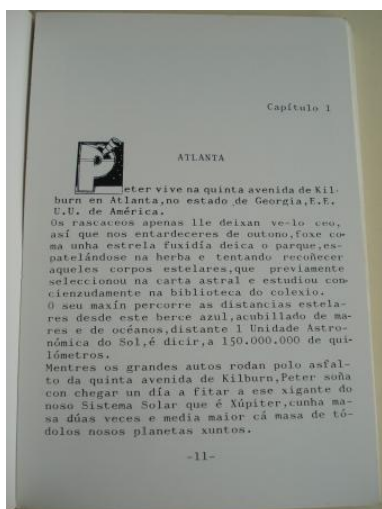 Capítulo 1
ATLANTA
Peter vive na quinta avenida de Kil-
burn en Atlanta,no estado de Georgia,E.E.
U.U. de América.
Os rascaceos apenas lle deixan ve-lo ceo,
así que nos entardeceres de outono,foxe co-
ma unha estrela fuxidía deica o parque,es-
patelándose na herba e tentando recoñecer
aqueles corpos estelares,que previamente
seleccionou na carta astral e estudiou con-
cienzudamente na biblioteca do colexio.
O seu maxín percorre as distancias estela-
res desde este berce azul,acubillado de ma-
res e de océanos,distante 1 Unidade Astro-
nómica do Sol,é dicir,a 150.000.000 de qui-
lómetros.
Mentres os grandes autos rodan polo asfal-
to da quinta avenida de Kilburn,Peter soña
con chegar un día a fitar a ese xigante do
noso Sistema Solar que é Xúpiter,cunha ma-
sa dúas veces e media maior cá masa de tó-
dolos nosos planetas xuntos.
-11-